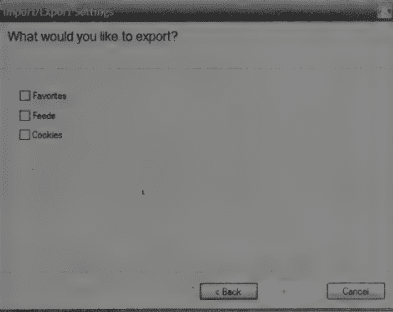 Import/Export Settings
What would you like to export?
Favorites
Feeds
Cookies
< Back
Cancel